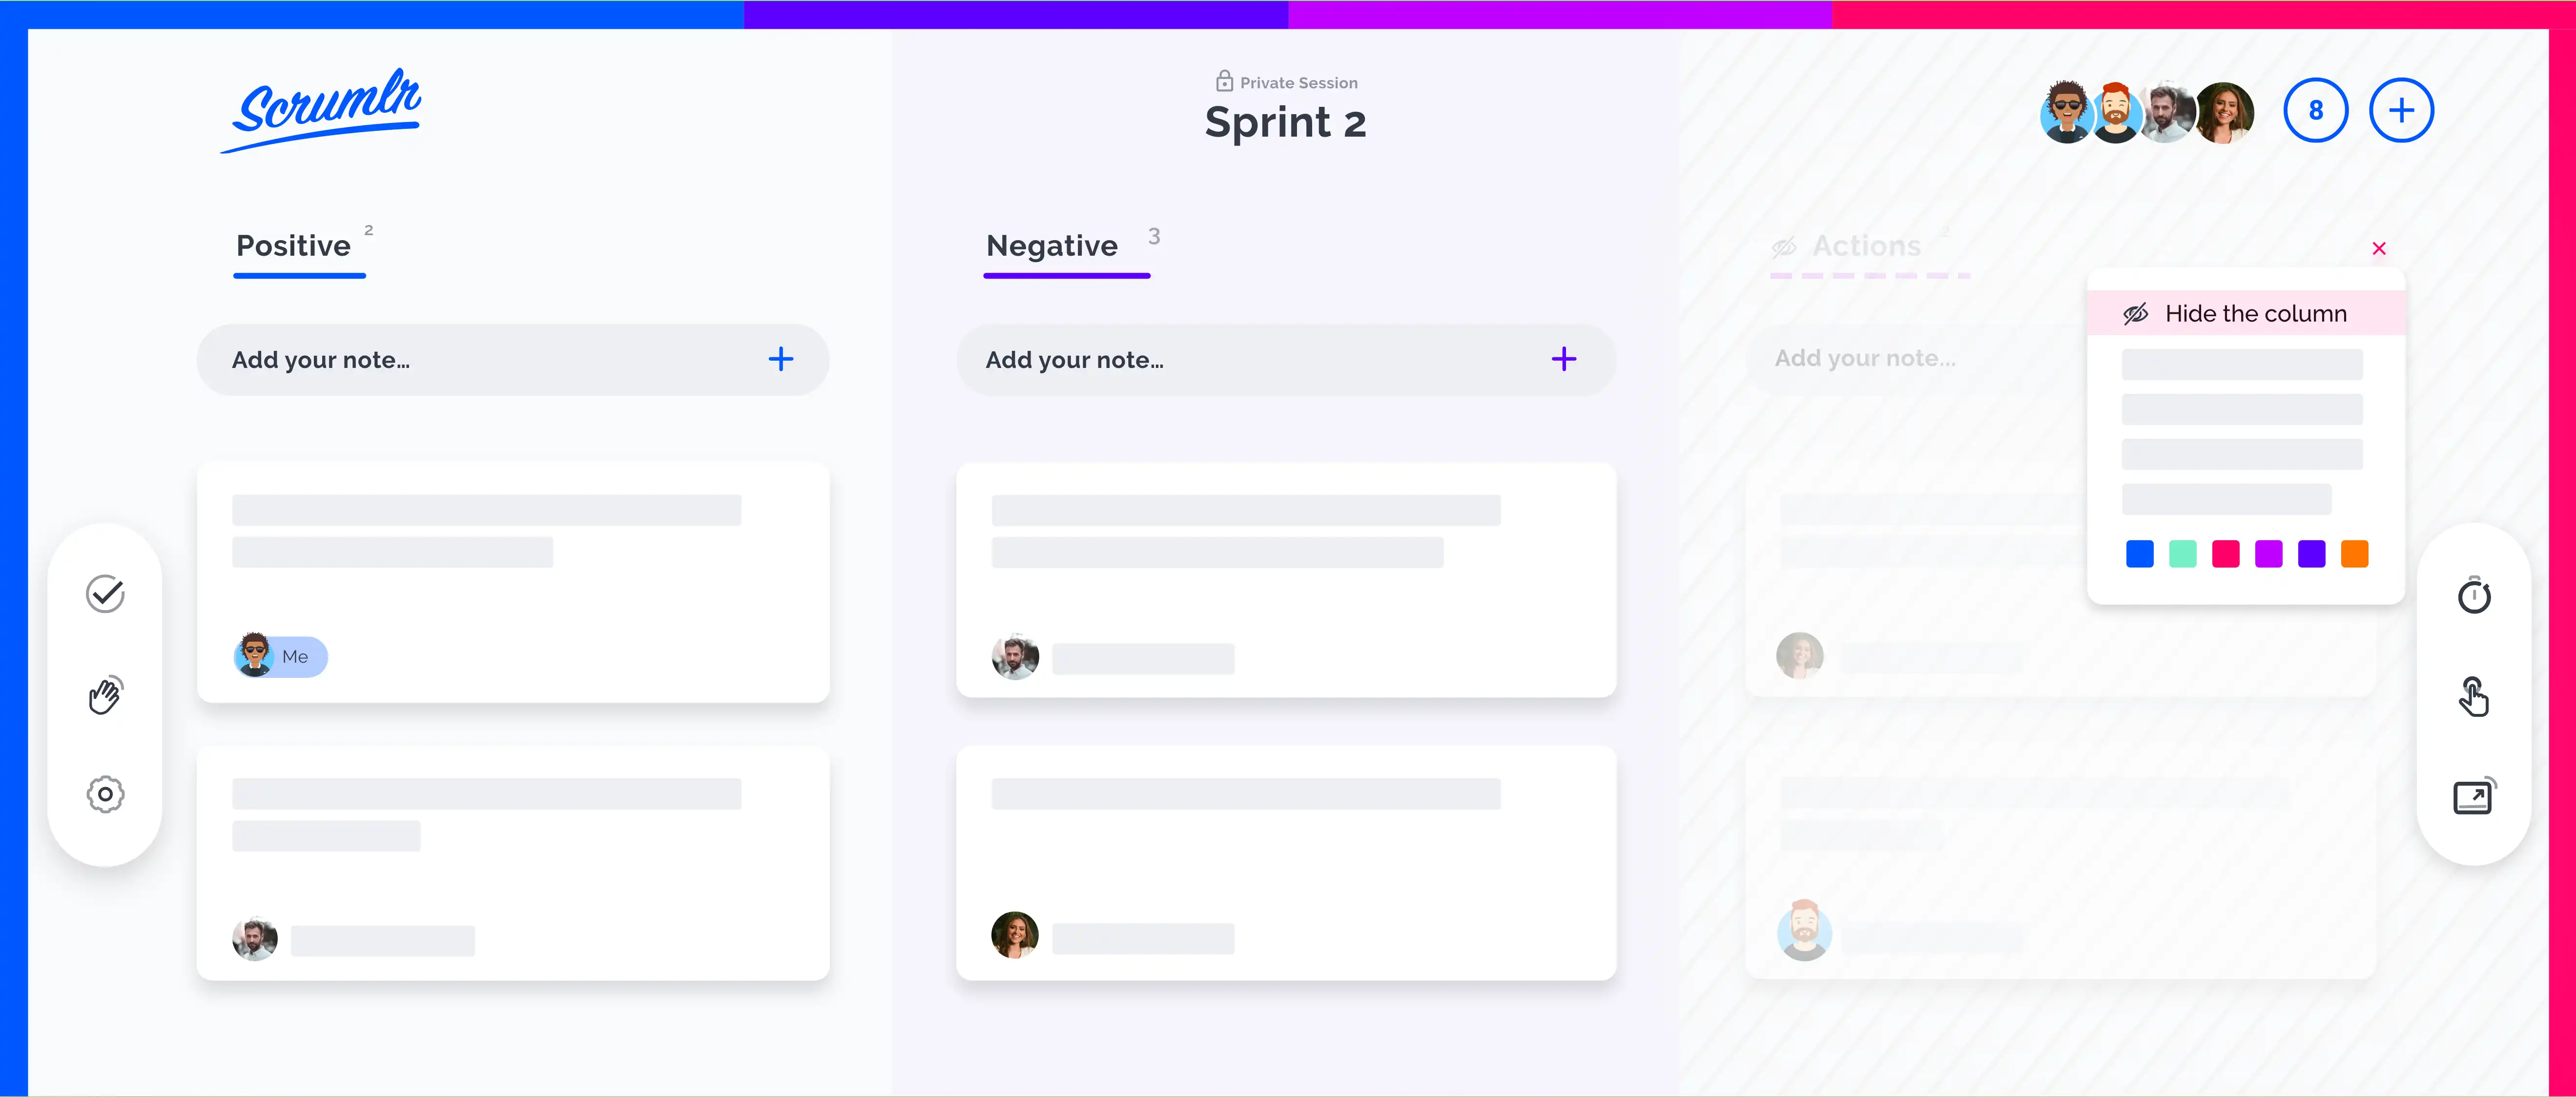 Scrumlr
Private Session
Sprint 2
8
Positive 2
Negative 3
Actions 2
Hide the column
Add your note...
Add your note...
Add your note...
Me